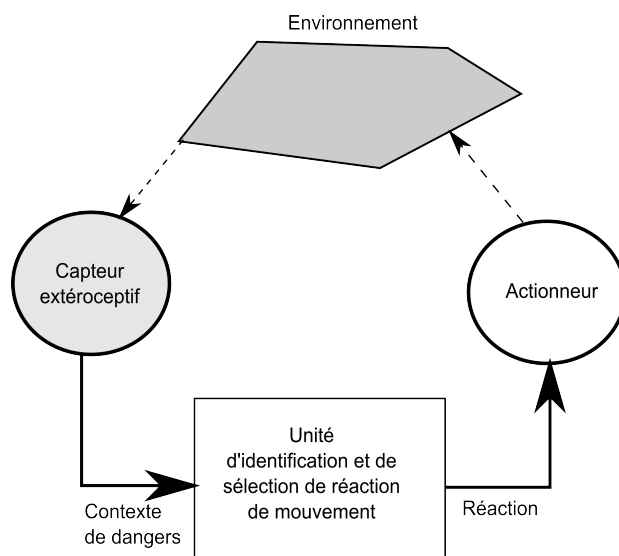 Environnement
Capteur
extéroceptif
Actionneur
Unité
d'identification et de
sélection de réaction
de mouvement
Contexte
de dangers
Réaction